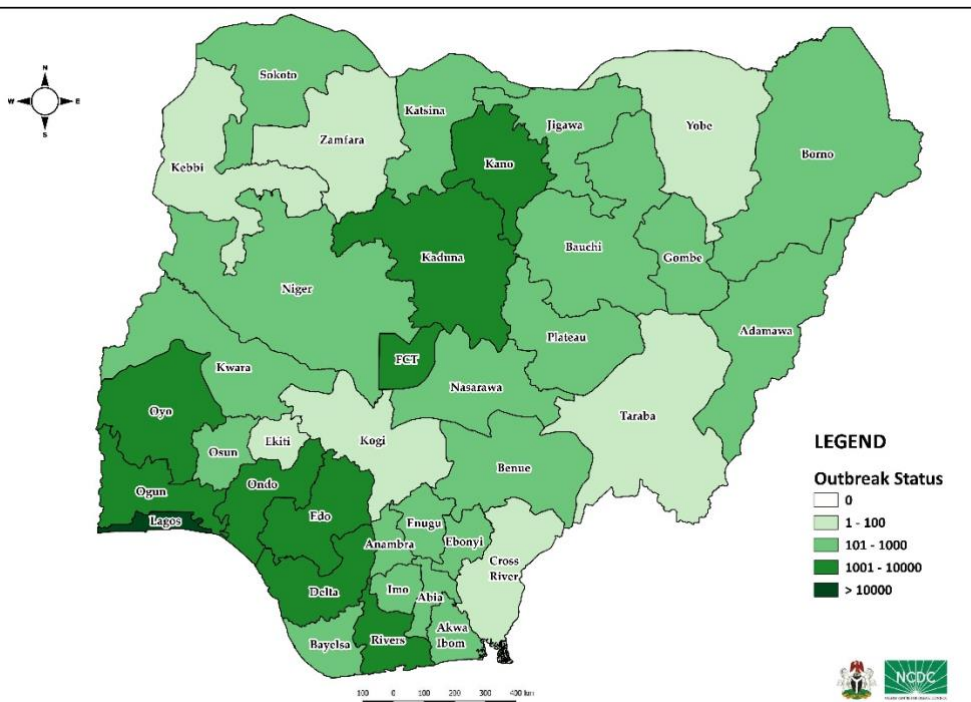 N
W E
S
Sokoto
Katsina
Jigawa
Yobe
Borno
Zamfara
Kebbi
Kano
Kaduna
Bauchi
Gombe
Niger
Adamawa
Plateau
FCT
Kwara
Nasarawa
Taraba
Oyo
Osun
Ekiti
Kogi
Benue
Ogun
Ondo
Lagos
Edo
Enugu
Anambra
Ebonyi
Cross
River
Delta
Imo
Abia
Bayelsa
Rivers
Akwa
Ibom
LEGEND
Outbreak Status
0
1 - 100
101 - 1000
1001 - 10000
> 10000
100 0 100 200 300 400 km
NCDC